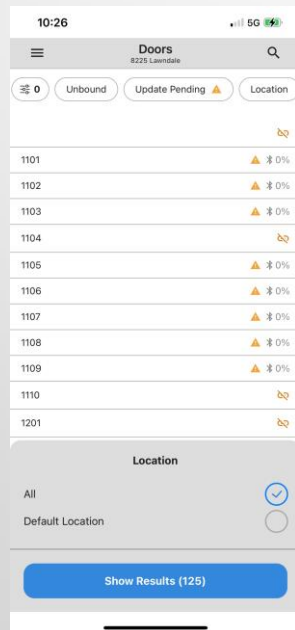 10:26
5G
Doors
8225 Lawndale
0
Unbound
Update Pending
Location
1101 0%
1102 0%
1103 0%
1104
1105 0%
1106 0%
1107 0%
1108 0%
1109 0%
1110
1201
Location
All
Default Location
Show Results (125)